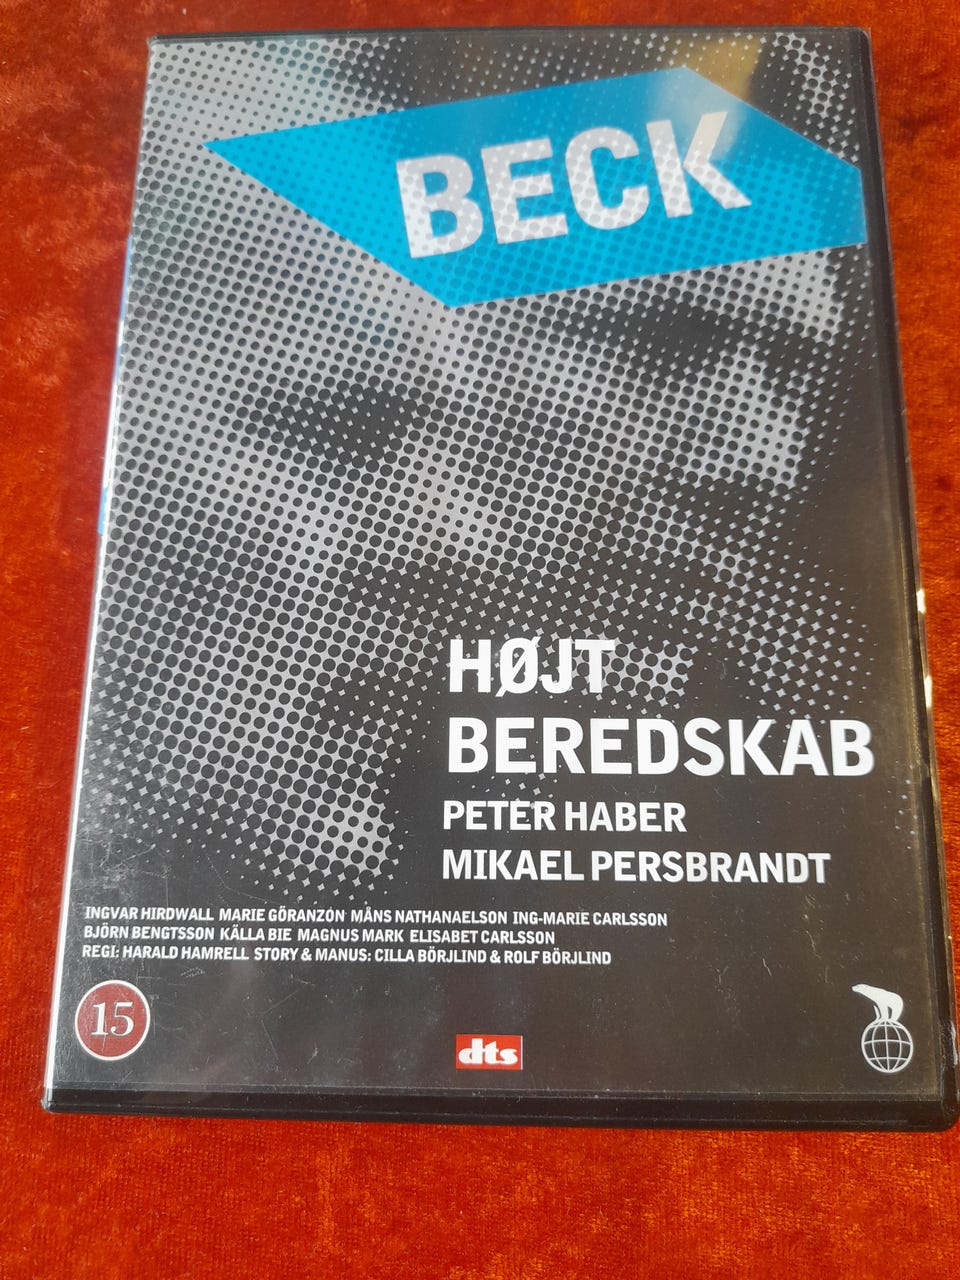 BECK
HØJT
BEREDSKAB
PETER HABER
MIKAEL PERSBRANDT
INGVAR HIRDWALL MARIE GÖRANZON MÅNS NATHANAELSON ING-MARIE CARLSSON
BJÖRN BENGTSSON KÄLLA BIE MAGNUS MARK ELISABET CARLSSON
REGI: HARALD HAMRELL STORY & MANUS: CILLA BÖRJLIND & ROLF BÖRJLIND
15
dts